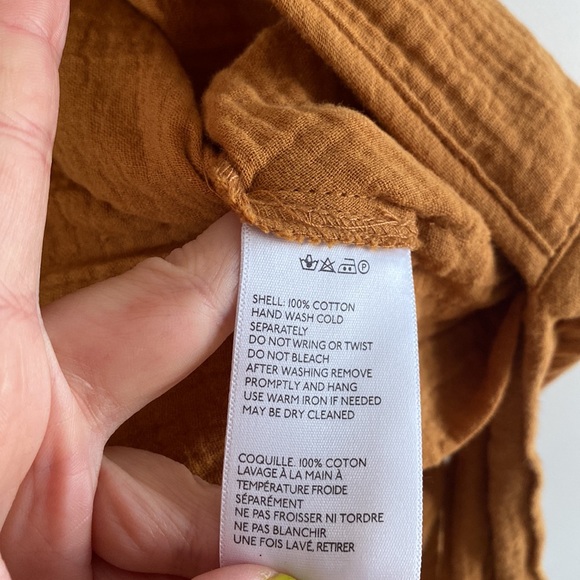 SHELL: 100% COTTON
HAND WASH COLD
SEPARATELY
DO NOT WRING OR TWIST
DO NOT BLEACH
AFTER WASHING REMOVE
PROMPTLY AND HANG
USE WARM IRON IF NEEDED
MAY BE DRY CLEANED
COQUILLE. 100% COTON
LAVAGE À LA MAIN À
TEMPÉRATURE FROIDE
SÉPARÉMENT
NE PAS FROISSER NI TORDRE
NE PAS BLANCHIR
UNE FOIS LAVÉ, RETIRER